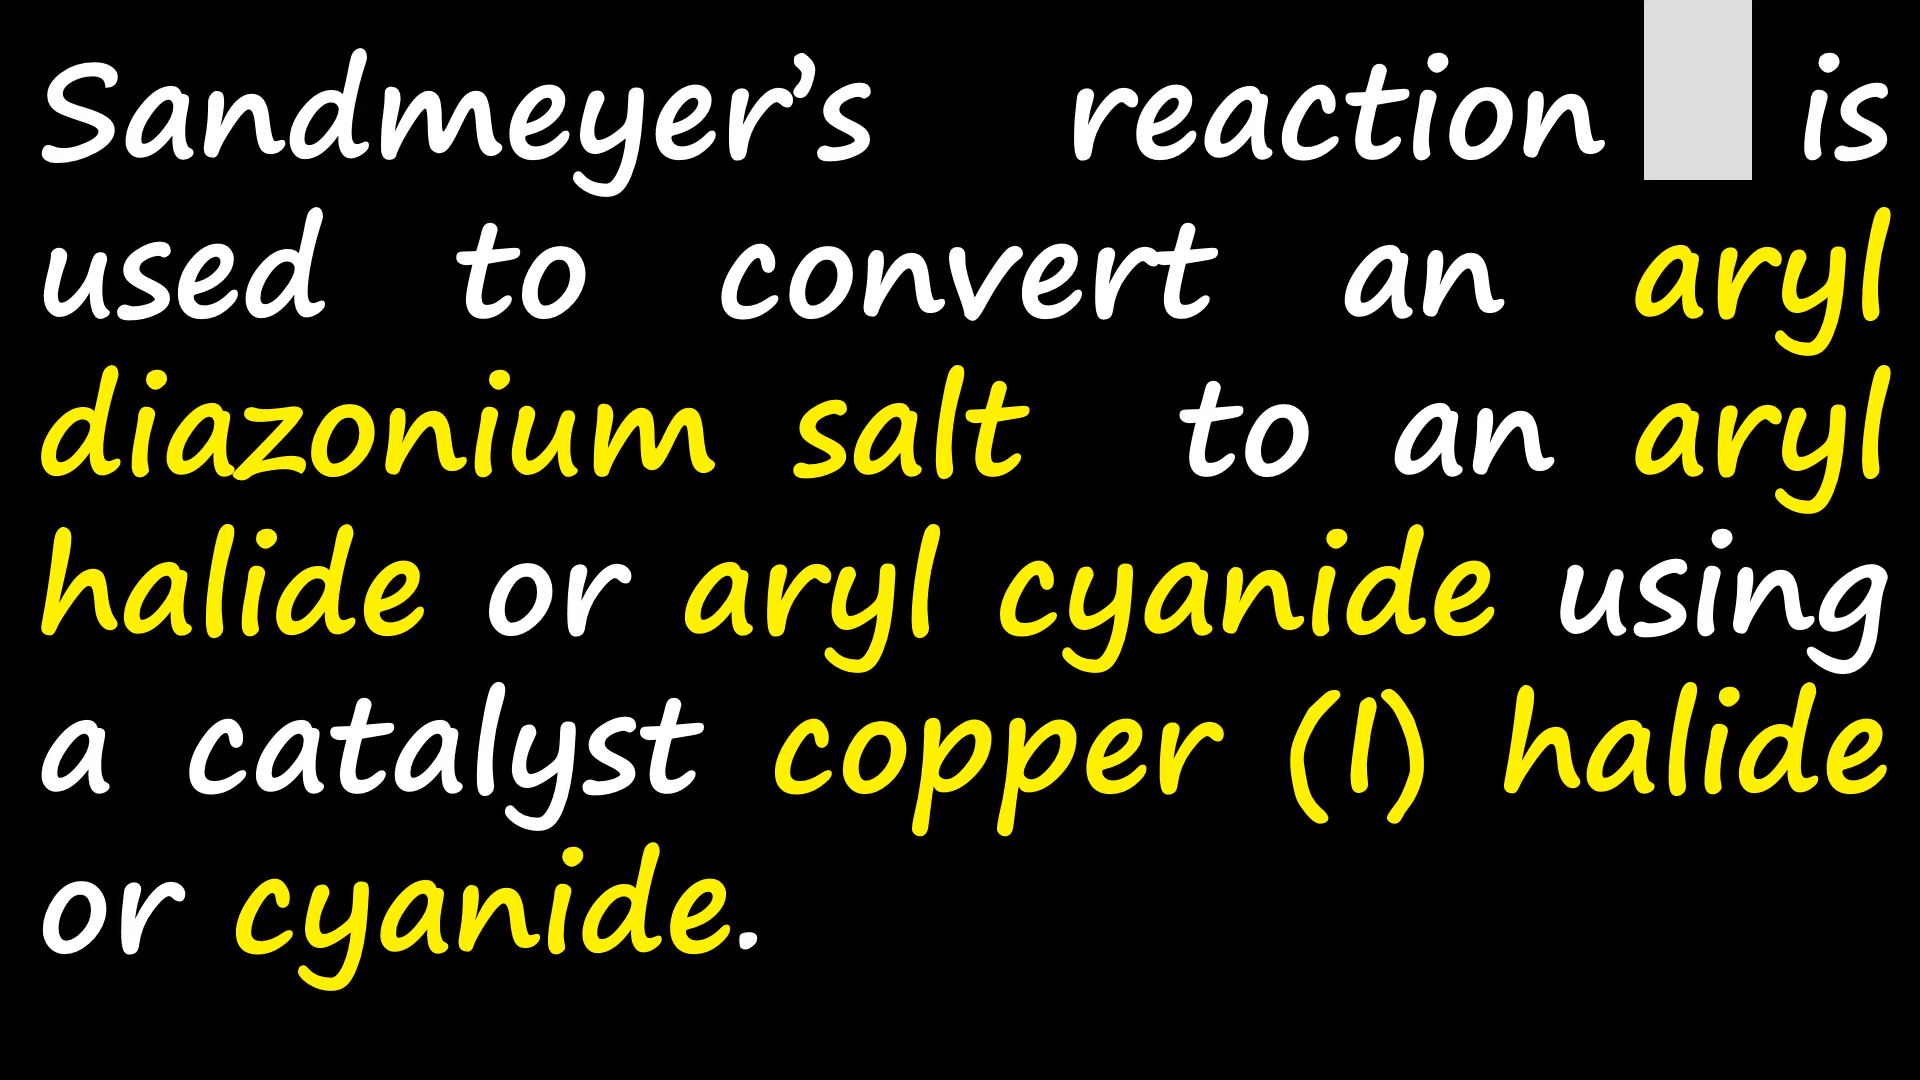 Sandmeyer’s reaction is
used to convert an aryl
diazonium salt to an aryl
halide or aryl cyanide using
a catalyst copper (I) halide
or cyanide.